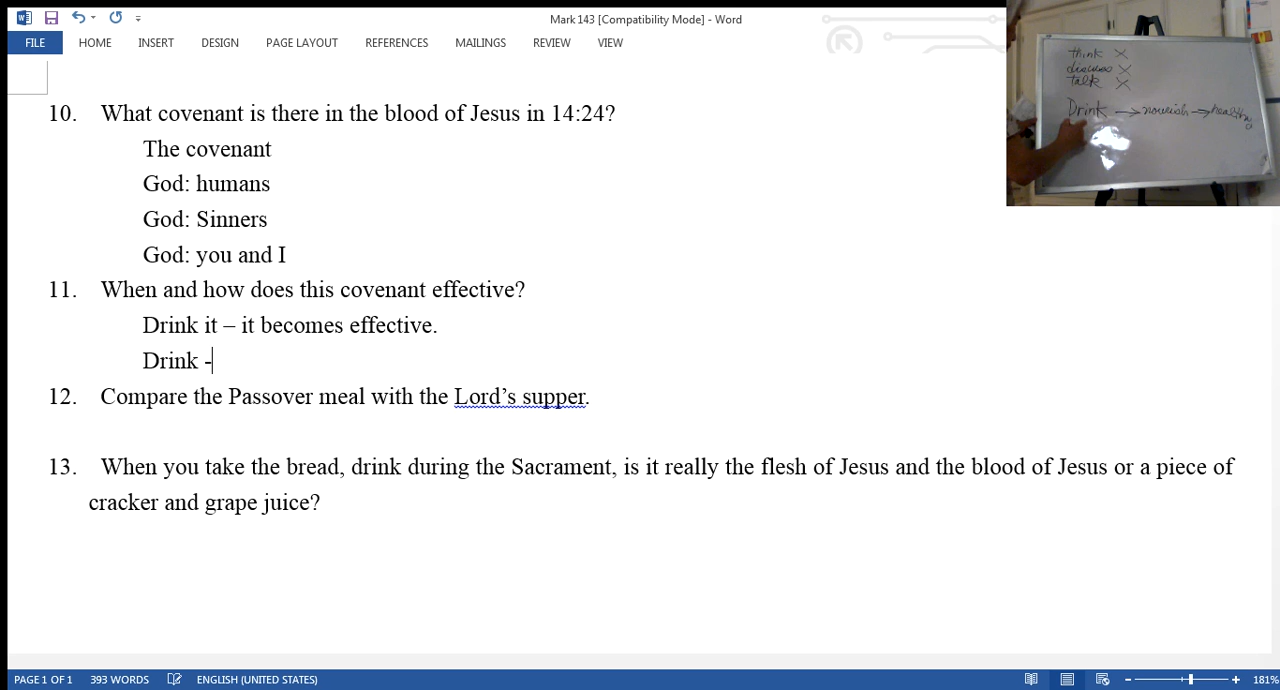 Mark 143 [Compatibility Mode] - Word
FILE HOME INSERT DESIGN PAGE LAYOUT REFERENCES MAILINGS REVIEW VIEW
think X
discuss X
talk X
Drink → nourish → healthy
10. What covenant is there in the blood of Jesus in 14:24?
The covenant
God: humans
God: Sinners
God: you and I
11. When and how does this covenant effective?
Drink it – it becomes effective.
Drink -
12. Compare the Passover meal with the Lord’s supper.
13. When you take the bread, drink during the Sacrament, is it really the flesh of Jesus and the blood of Jesus or a piece of
cracker and grape juice?
PAGE 1 OF 1 393 WORDS ENGLISH (UNITED STATES) 181%